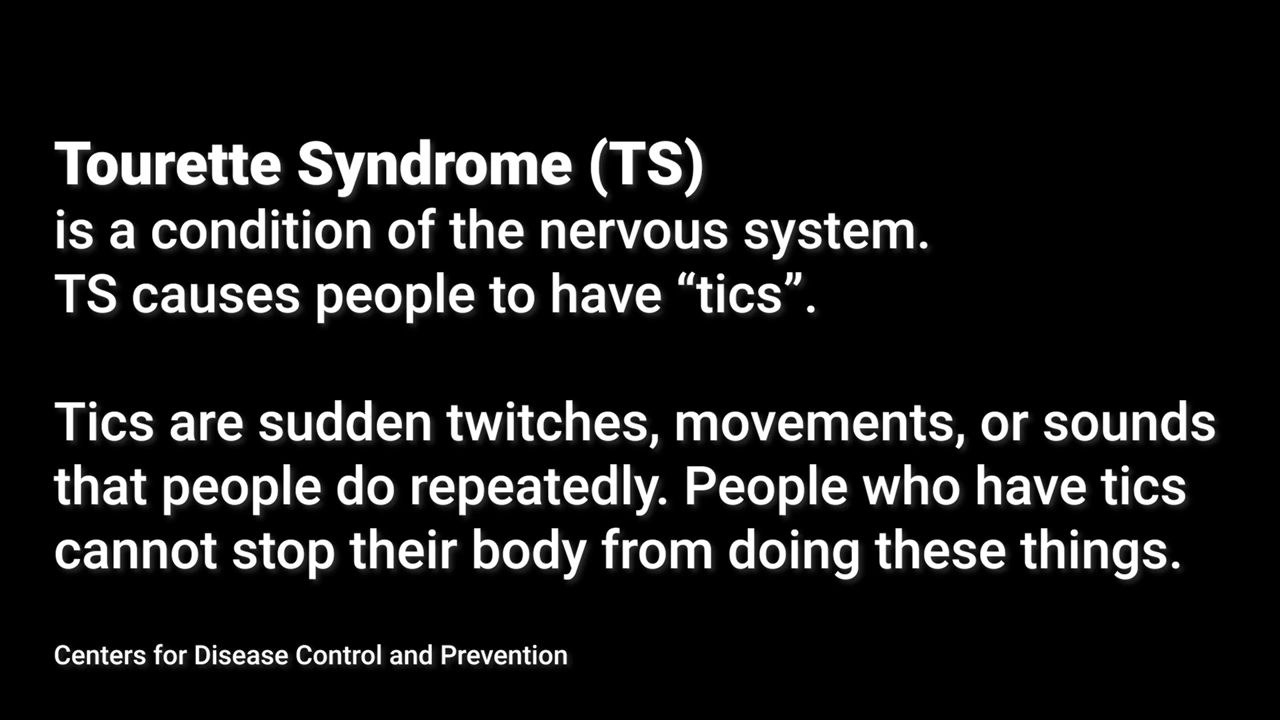 Tourette Syndrome (TS)
is a condition of the nervous system.
TS causes people to have “tics”.
Tics are sudden twitches, movements, or sounds
that people do repeatedly. People who have tics
cannot stop their body from doing these things.
Centers for Disease Control and Prevention